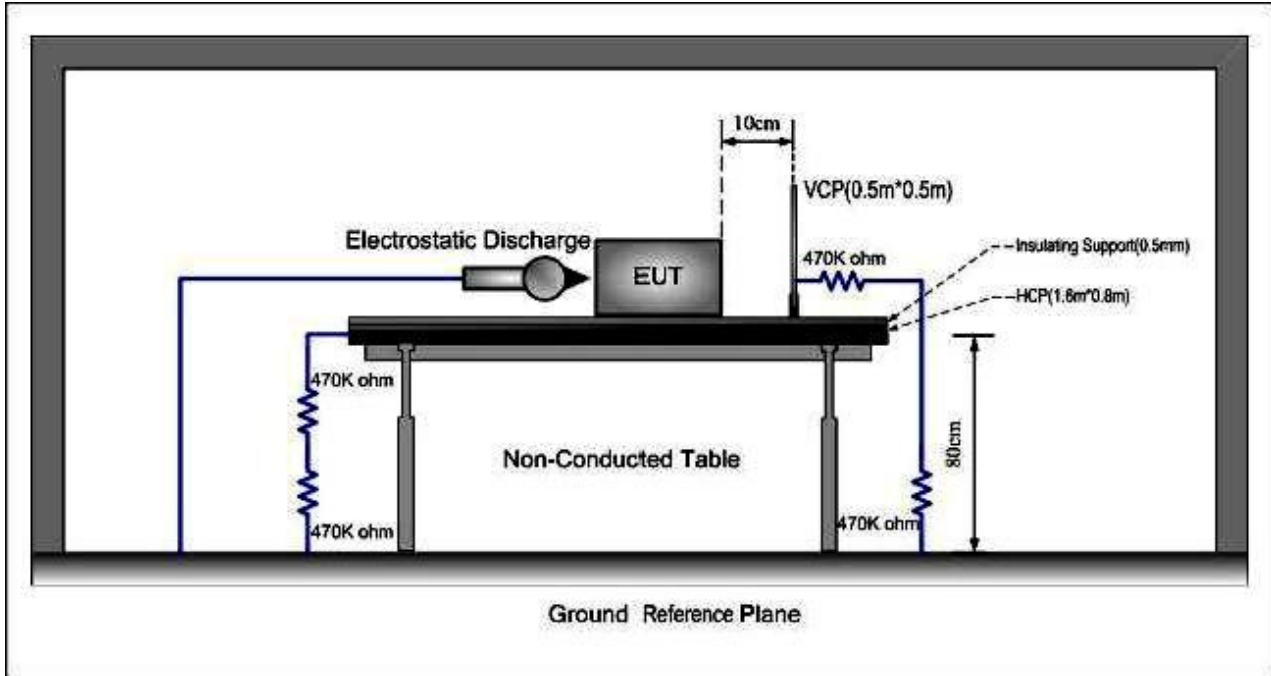 10cm
VCP(0.5m*0.5m)
Electrostatic Discharge
EUT
470K ohm
Insulating Support(0.5mm)
HCP(1.6m*0.8m)
470K ohm
80cm
Non-Conducted Table
470K ohm
470K ohm
Ground Reference Plane